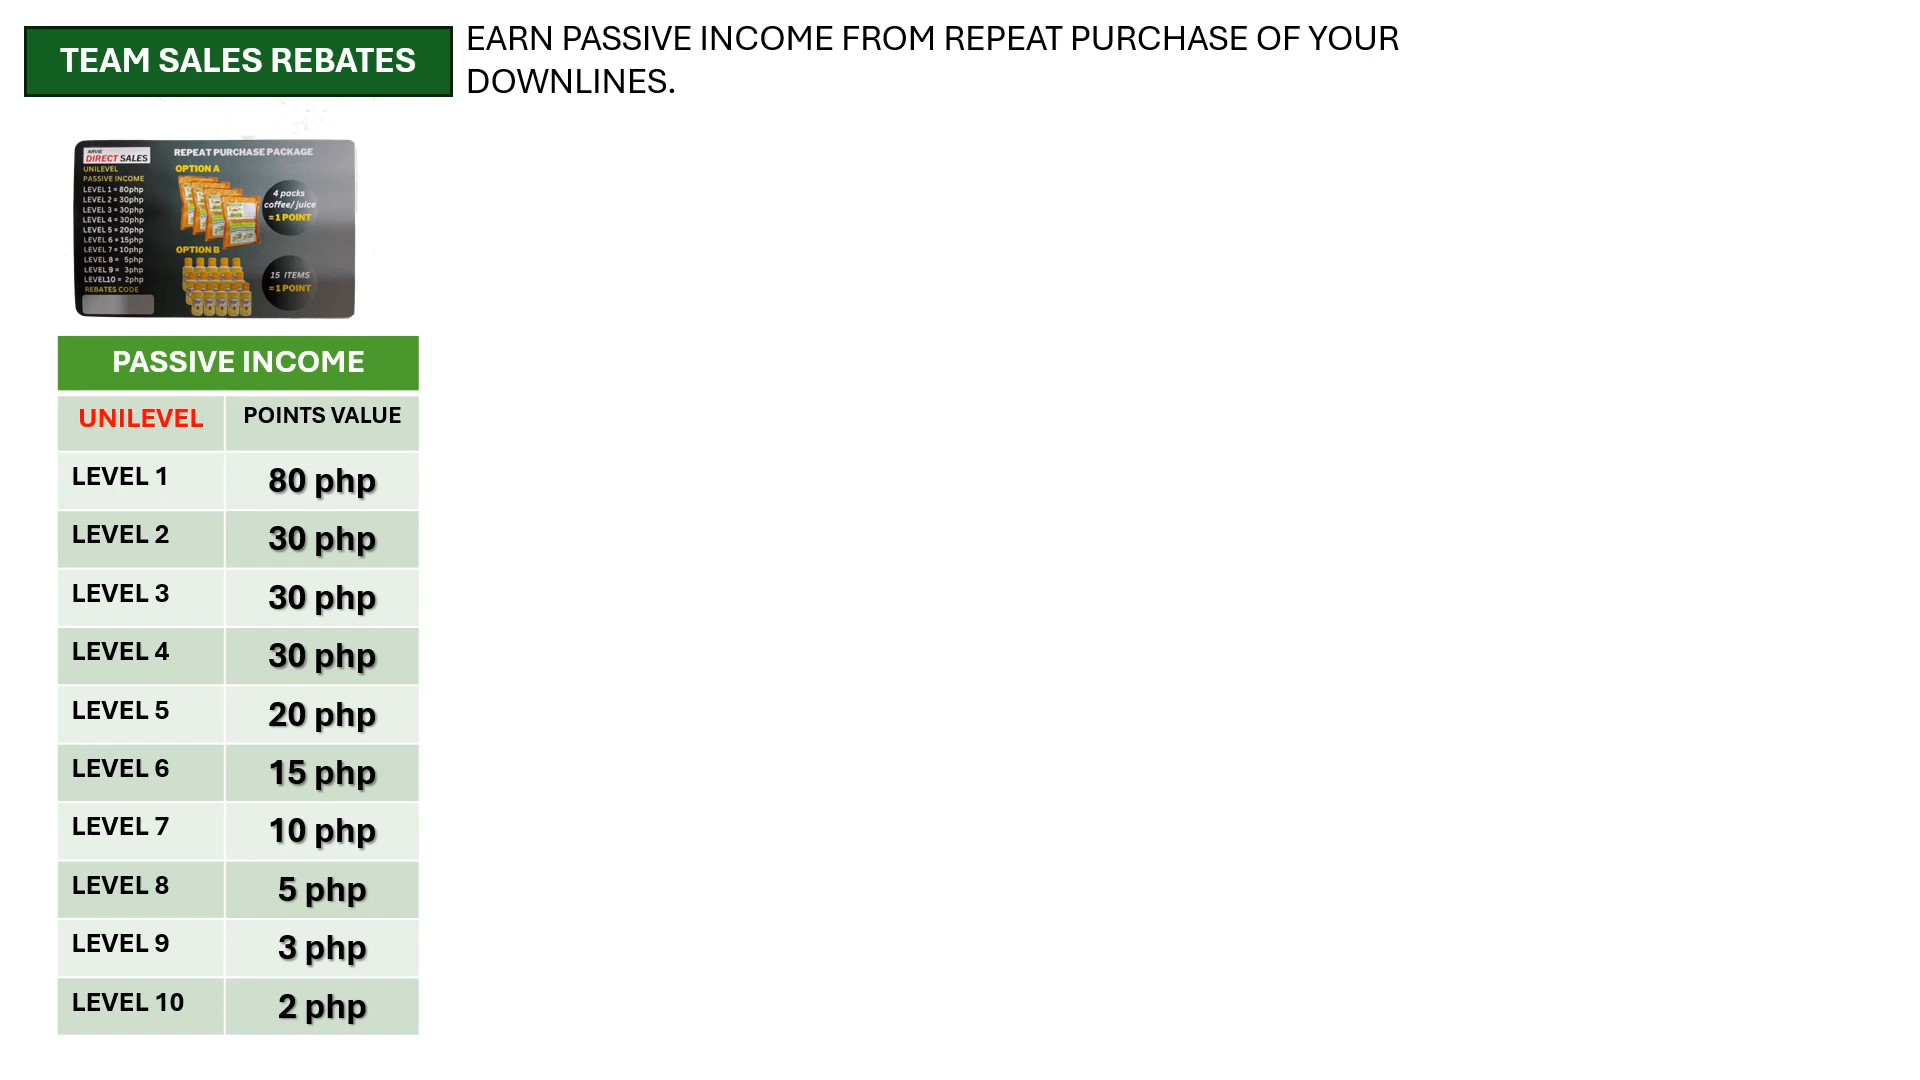 TEAM SALES REBATES
EARN PASSIVE INCOME FROM REPEAT PURCHASE OF YOUR
DOWNLINES.
DIRECT SALES
UNILEVEL
PASSIVE INCOME
LEVEL 1 = 80php
LEVEL 2 = 30php
LEVEL 3 = 30php
LEVEL 4 = 30php
LEVEL 5 = 20php
LEVEL 6 = 15php
LEVEL 7 = 10php
LEVEL 8 = 5php
LEVEL 9 = 3php
LEVEL10 = 2php
REBATES CODE
REPEAT PURCHASE PACKAGE
OPTION A
4 packs
coffee/ juice
= 1 POINT
OPTION B
15 ITEMS
= 1 POINT
PASSIVE INCOME
UNILEVEL POINTS VALUE
LEVEL 1 80 php
LEVEL 2 30 php
LEVEL 3 30 php
LEVEL 4 30 php
LEVEL 5 20 php
LEVEL 6 15 php
LEVEL 7 10 php
LEVEL 8 5 php
LEVEL 9 3 php
LEVEL 10 2 php